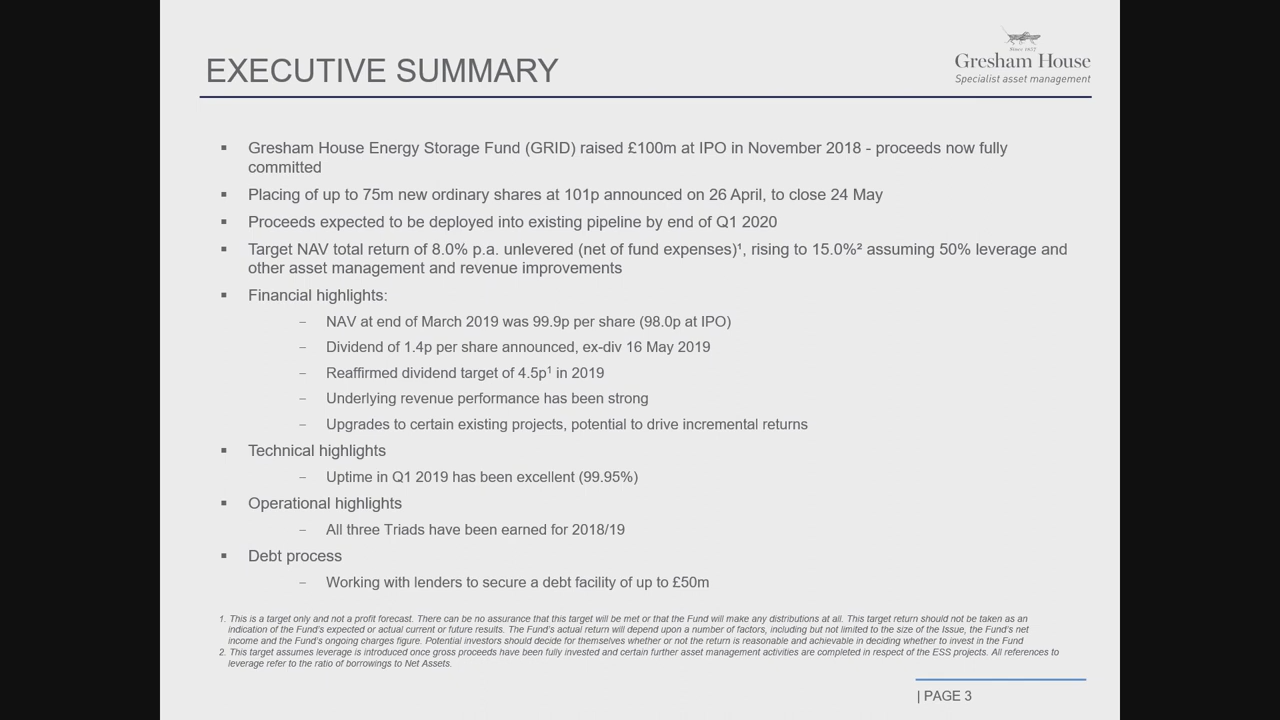 EXECUTIVE SUMMARY
Since 1857
Gresham House
Specialist asset management
▪ Gresham House Energy Storage Fund (GRID) raised £100m at IPO in November 2018 - proceeds now fully
committed
▪ Placing of up to 75m new ordinary shares at 101p announced on 26 April, to close 24 May
▪ Proceeds expected to be deployed into existing pipeline by end of Q1 2020
▪ Target NAV total return of 8.0% p.a. unlevered (net of fund expenses)¹, rising to 15.0%² assuming 50% leverage and
other asset management and revenue improvements
▪ Financial highlights:
– NAV at end of March 2019 was 99.9p per share (98.0p at IPO)
– Dividend of 1.4p per share announced, ex-div 16 May 2019
– Reaffirmed dividend target of 4.5p¹ in 2019
– Underlying revenue performance has been strong
– Upgrades to certain existing projects, potential to drive incremental returns
▪ Technical highlights
– Uptime in Q1 2019 has been excellent (99.95%)
▪ Operational highlights
– All three Triads have been earned for 2018/19
▪ Debt process
– Working with lenders to secure a debt facility of up to £50m
1. This is a target only and not a profit forecast. There can be no assurance that this target will be met or that the Fund will make any distributions at all. This target return should not be taken as an
indication of the Fund's expected or actual current or future results. The Fund's actual return will depend upon a number of factors, including but not limited to the size of the Issue, the Fund's net
income and the Fund's ongoing charges figure. Potential investors should decide for themselves whether or not the return is reasonable and achievable in deciding whether to invest in the Fund
2. This target assumes leverage is introduced once gross proceeds have been fully invested and certain further asset management activities are completed in respect of the ESS projects. All references to
leverage refer to the ratio of borrowings to Net Assets.
| PAGE 3